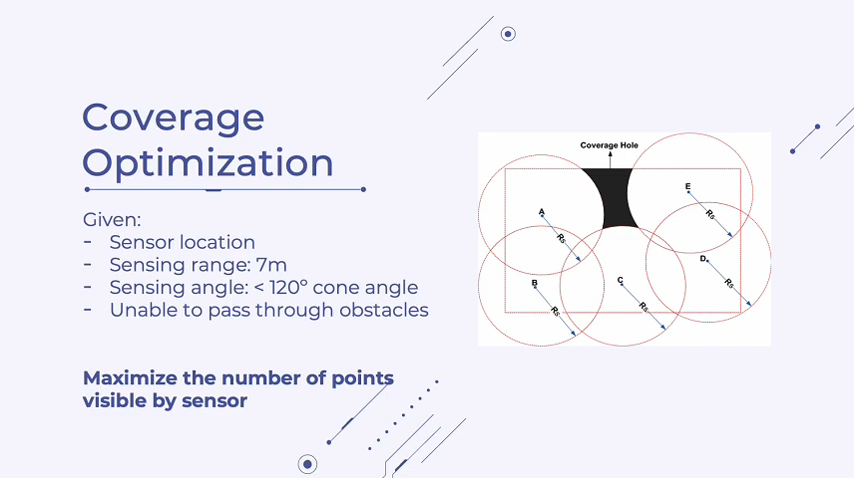 Coverage
Optimization
Given:
- Sensor location
- Sensing range: 7m
- Sensing angle: < 120º cone angle
- Unable to pass through obstacles
Maximize the number of points
visible by sensor
Coverage Hole
A
Rs
B
Rs
C
Rs
E
Rs
D
Rs